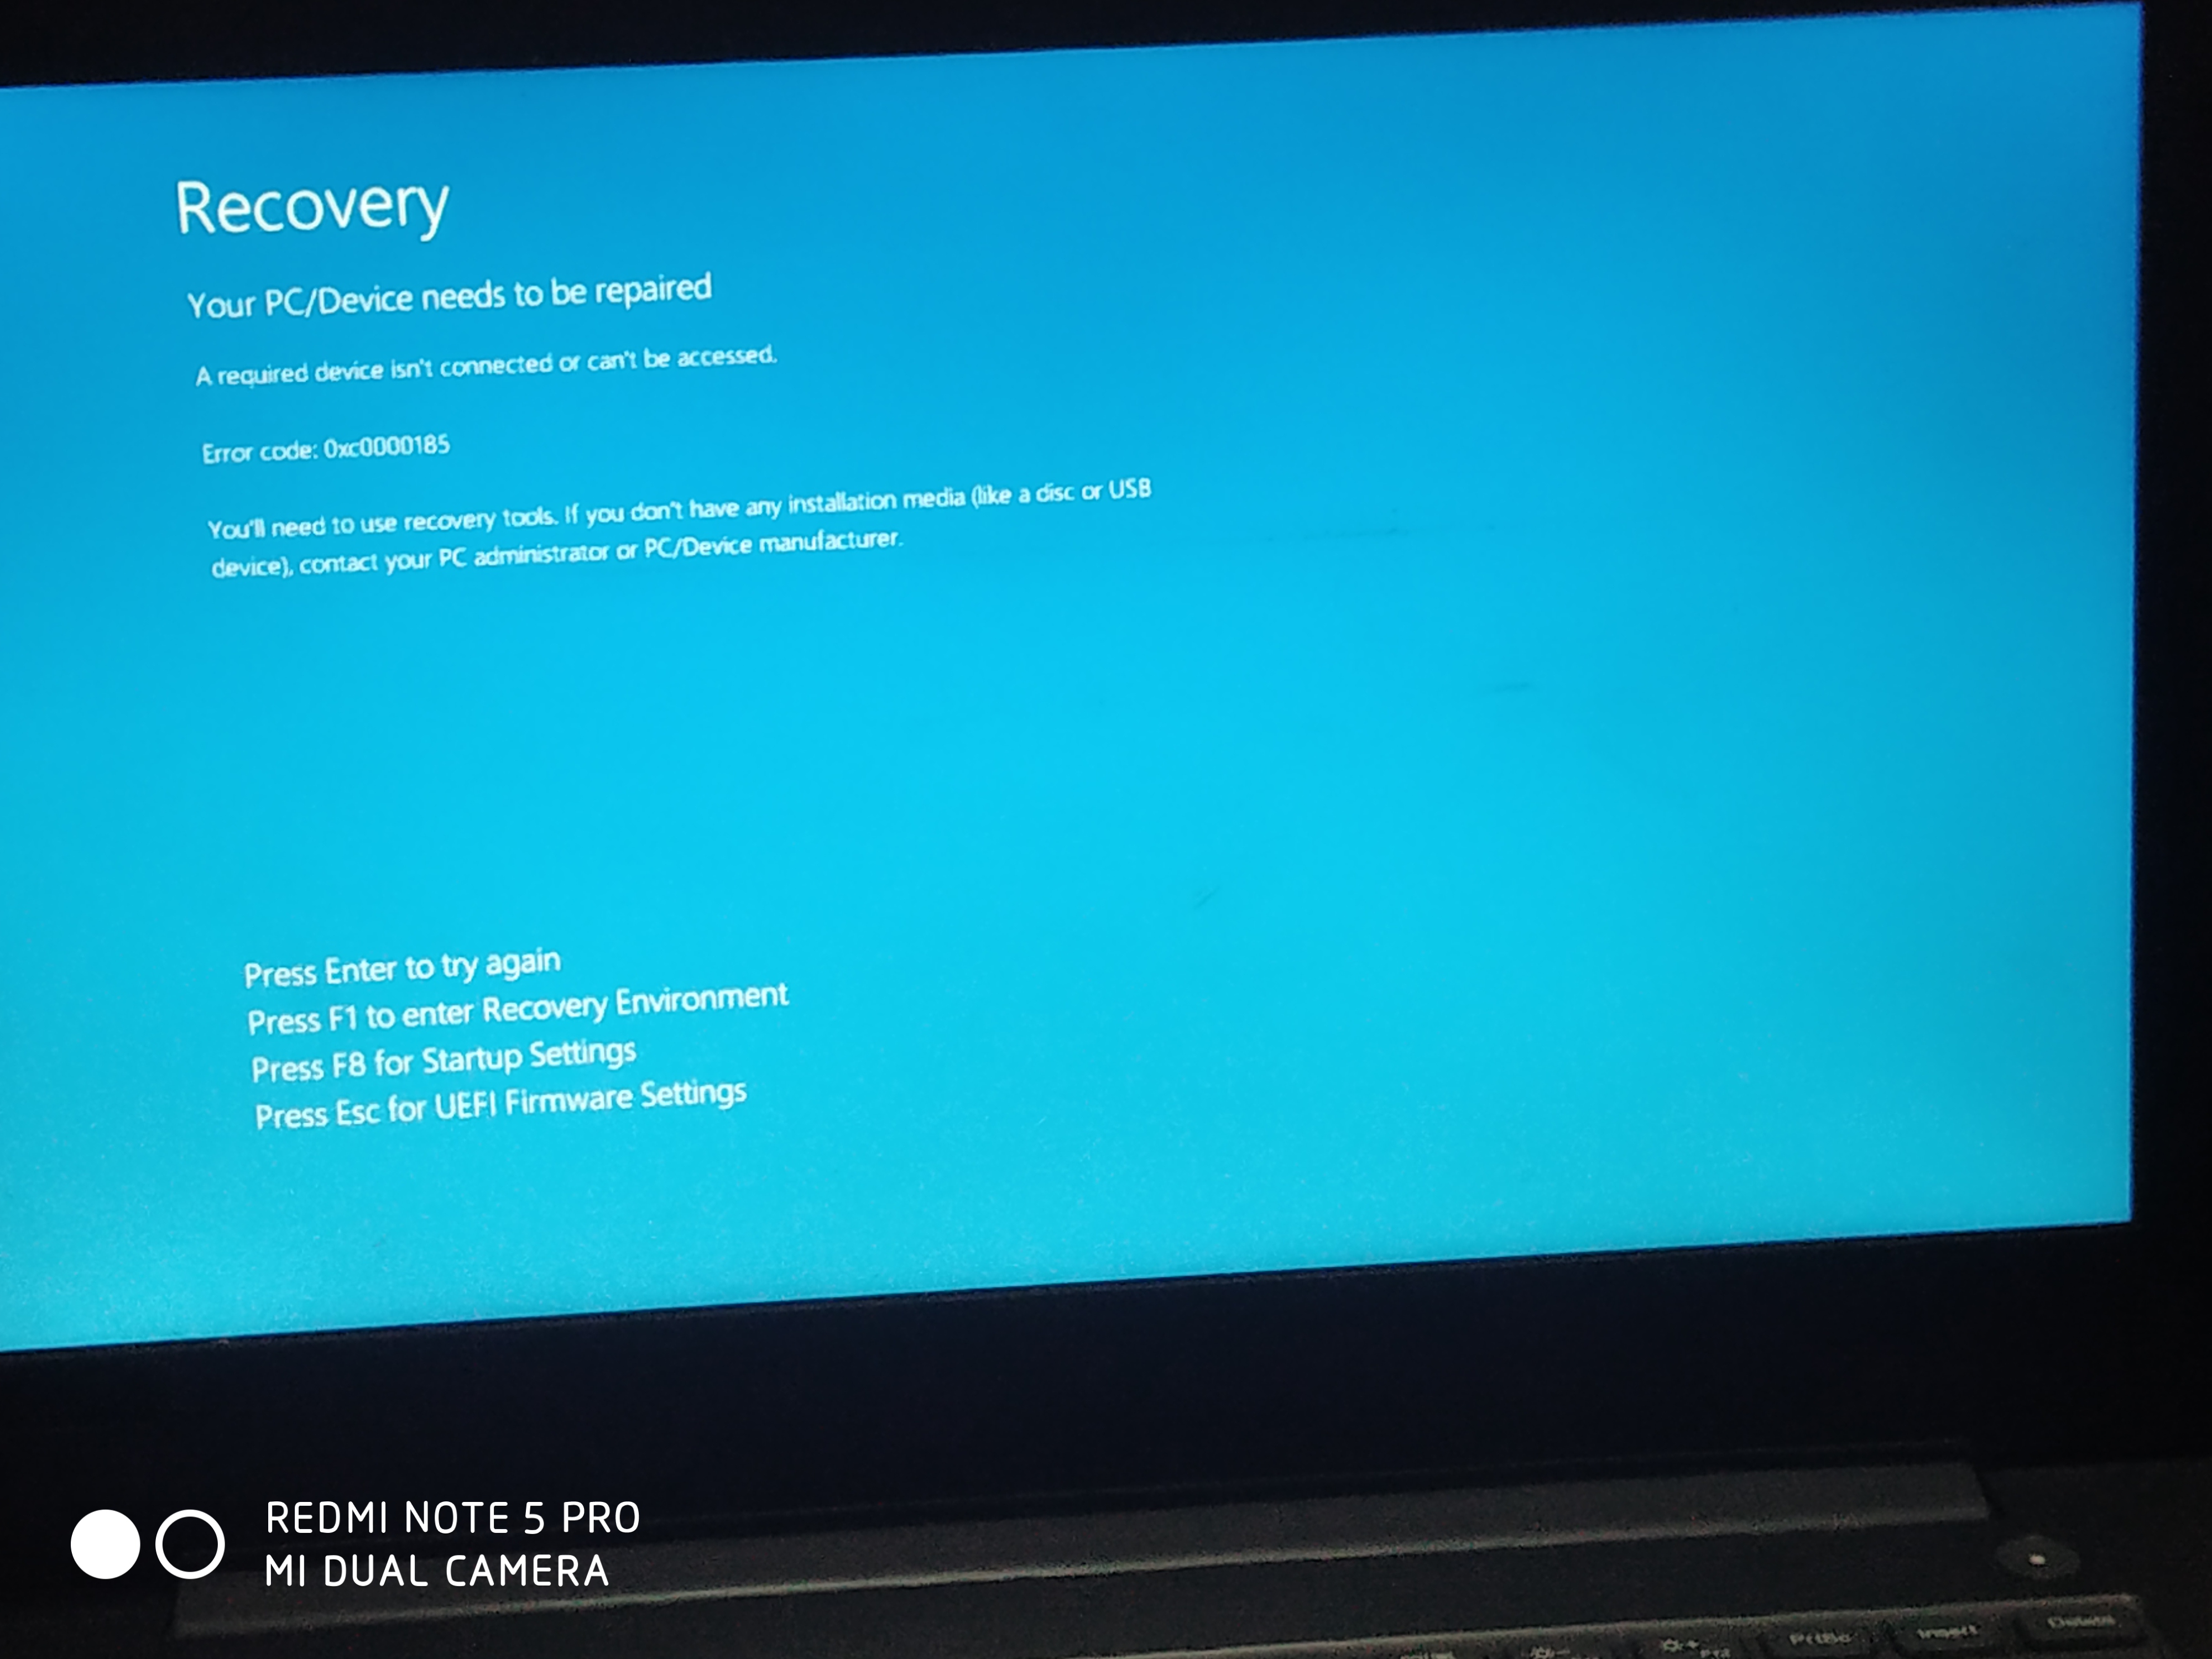 Recovery
Your PC/Device needs to be repaired
A required device isn't connected or can't be accessed.
Error code: 0xc0000185
You'll need to use recovery tools. If you don't have any installation media (like a disc or USB
device), contact your PC administrator or PC/Device manufacturer.
Press Enter to try again
Press F1 to enter Recovery Environment
Press F8 for Startup Settings
Press Esc for UEFI Firmware Settings
REDMI NOTE 5 PRO
MI DUAL CAMERA
PrtSc
Insert
Delete